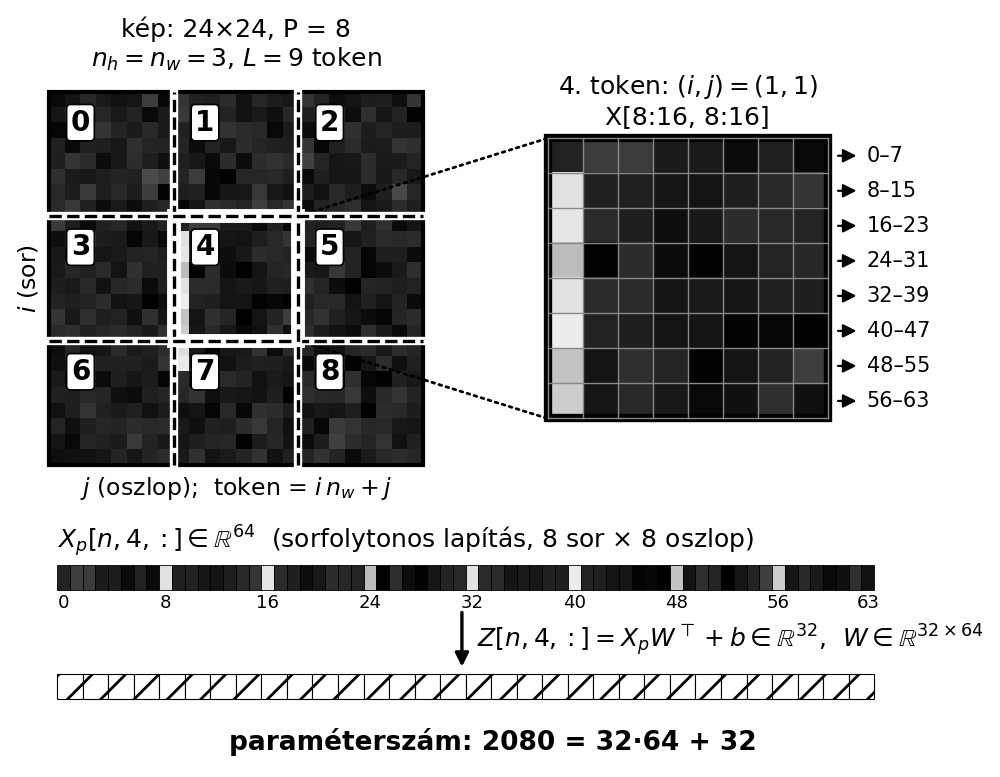 kép: 24×24, P = 8
n_h = n_w = 3, L = 9 token
0 1 2
3 4 5
6 7 8
i (sor)
j (oszlop);  token = i n_w + j
4. token: (i, j) = (1, 1)
X[8:16, 8:16]
0–7
8–15
16–23
24–31
32–39
40–47
48–55
56–63
X_p[n, 4, :] ∈ ℝ^64  (sorfolytonos lapítás, 8 sor × 8 oszlop)
0 8 16 24 32 40 48 56 63
Z[n, 4, :] = X_p W^⊤ + b ∈ ℝ^32,  W ∈ ℝ^{32×64}
paraméterszám: 2080 = 32·64 + 32